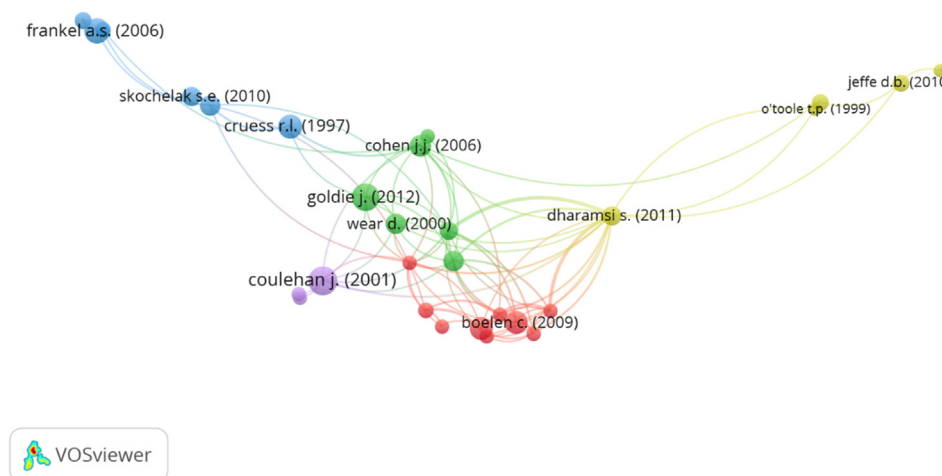 frankel a.s. (2006)
jeffe d.b. (2010
skochelak s.e. (2010)
o'toole t.p. (1999)
cruess r.l. (1997)
cohen j.j. (2006)
goldie j. (2012)
dharamsi s. (2011)
wear d. (2000)
coulehan j. (2001)
boelen c. (2009)
VOSviewer